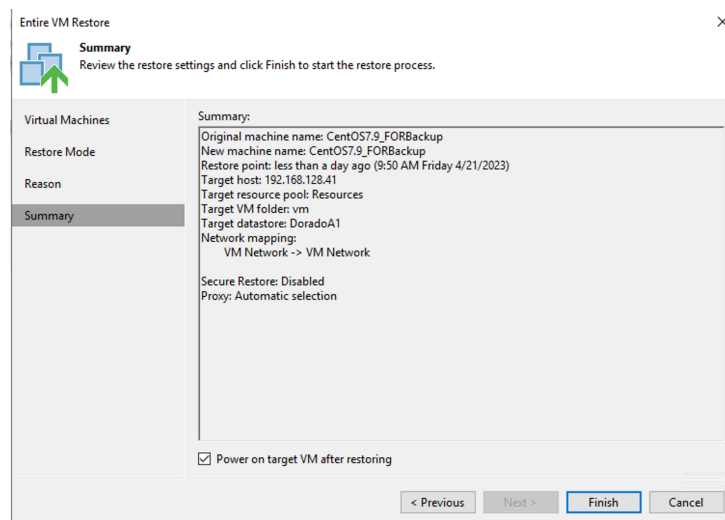 Entire VM Restore
Summary
Review the restore settings and click Finish to start the restore process.
Virtual Machines
Restore Mode
Reason
Summary
Summary:
Original machine name: CentOS7.9_FORBackup
New machine name: CentOS7.9_FORBackup
Restore point: less than a day ago (9:50 AM Friday 4/21/2023)
Target host: 192.168.128.41
Target resource pool: Resources
Target VM folder: vm
Target datastore: DoradoA1
Network mapping:
VM Network -> VM Network
Secure Restore: Disabled
Proxy: Automatic selection
Power on target VM after restoring
< Previous
Next >
Finish
Cancel